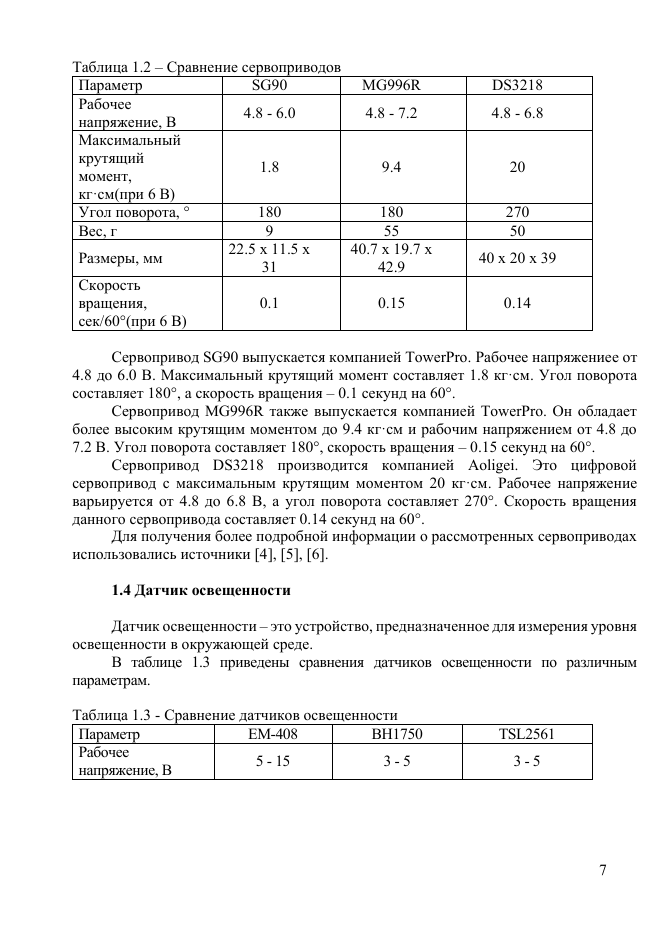 Таблица 1.2 – Сравнение сервоприводов
Параметр SG90 MG996R DS3218
Рабочее
напряжение, В 4.8 - 6.0 4.8 - 7.2 4.8 - 6.8
Максимальный
крутящий
момент,
кг·см(при 6 В) 1.8 9.4 20
Угол поворота, ° 180 180 270
Вес, г 9 55 50
Размеры, мм 22.5 x 11.5 x
31 40.7 x 19.7 x
42.9 40 x 20 x 39
Скорость
вращения,
сек/60°(при 6 В) 0.1 0.15 0.14
Сервопривод SG90 выпускается компанией TowerPro. Рабочее напряжениее от
4.8 до 6.0 В. Максимальный крутящий момент составляет 1.8 кг·см. Угол поворота
составляет 180°, а скорость вращения – 0.1 секунд на 60°.
Сервопривод MG996R также выпускается компанией TowerPro. Он обладает
более высоким крутящим моментом до 9.4 кг·см и рабочим напряжением от 4.8 до
7.2 В. Угол поворота составляет 180°, скорость вращения – 0.15 секунд на 60°.
Сервопривод DS3218 производится компанией Aoligei. Это цифровой
сервопривод с максимальным крутящим моментом 20 кг·см. Рабочее напряжение
варьируется от 4.8 до 6.8 В, а угол поворота составляет 270°. Скорость вращения
данного сервопривода составляет 0.14 секунд на 60°.
Для получения более подробной информации о рассмотренных сервоприводах
использовались источники [4], [5], [6].
1.4 Датчик освещенности
Датчик освещенности – это устройство, предназначенное для измерения уровня
освещенности в окружающей среде.
В таблице 1.3 приведены сравнения датчиков освещенности по различным
параметрам.
Таблица 1.3 - Сравнение датчиков освещенности
Параметр EM-408 BH1750 TSL2561
Рабочее
напряжение, В 5 - 15 3 - 5 3 - 5
7